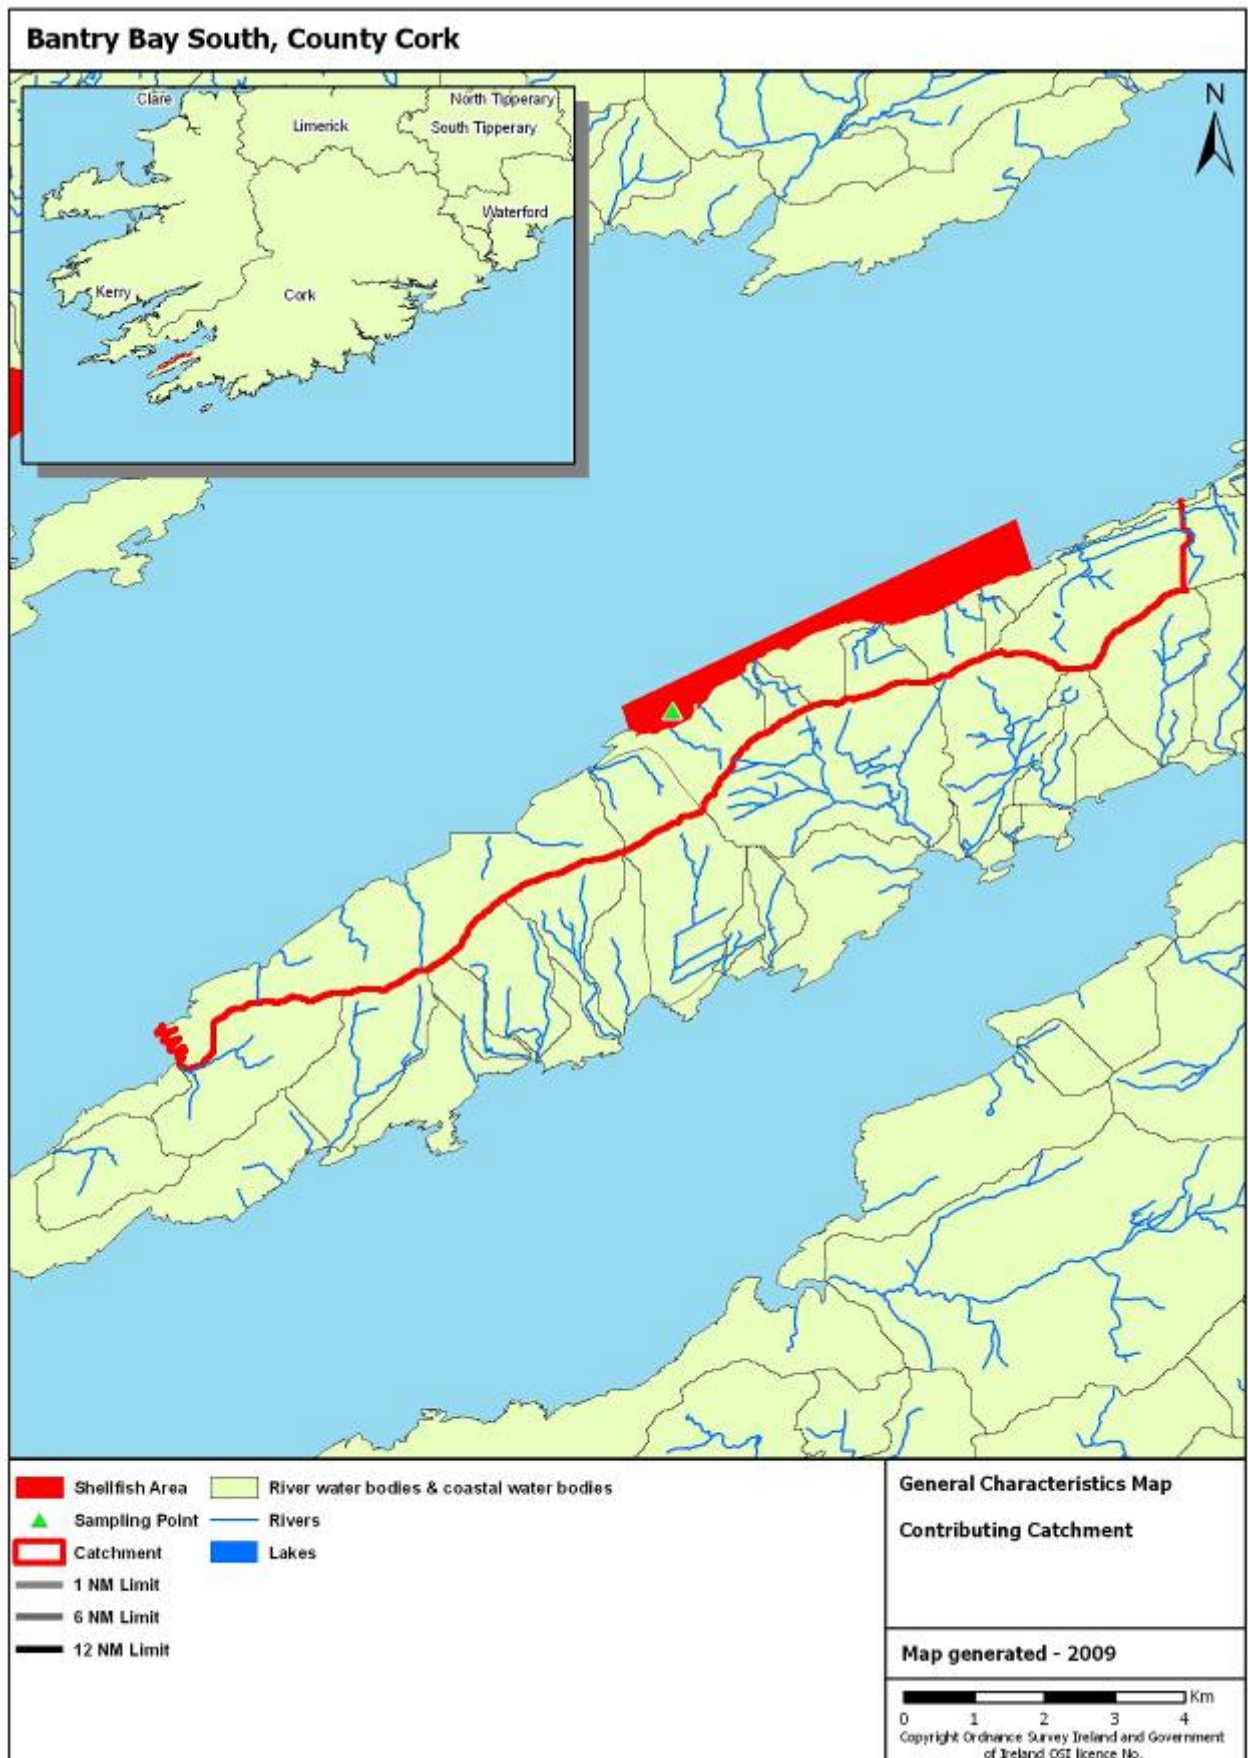 Bantry Bay South, County Cork
N
Clare
North Tipperary
Limerick
South Tipperary
Waterford
Kerry
Cork
Shellfish Area
River water bodies & coastal water bodies
Sampling Point
Rivers
Catchment
Lakes
1 NM Limit
6 NM Limit
12 NM Limit
General Characteristics Map
Contributing Catchment
Map generated - 2009
Km
0 1 2 3 4
Copyright Ordnance Survey Ireland and Government
of Ireland OSI licence No.